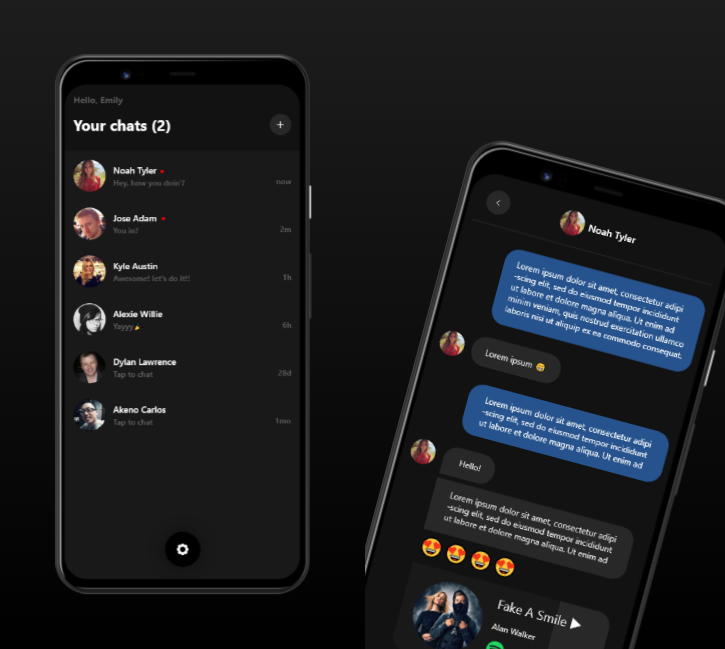 Hello, Emily
Your chats (2)
Noah Tyler
Hey, how you doin'?
now
Jose Adam
You in?
2m
Kyle Austin
Awesome! let's do it!!
1h
Alexie Willie
Yayyy
6h
Dylan Lawrence
Tap to chat
28d
Akeno Carlos
Tap to chat
1mo
Noah Tyler
Lorem ipsum dolor sit amet, consectetur adipi
-scing elit, sed do eiusmod tempor incididunt
ut labore et dolore magna aliqua. Ut enim ad
minim veniam, quis nostrud exercitation ullamco
laboris nisi ut aliquip ex ea commodo consequat.
Lorem ipsum
Lorem ipsum dolor sit amet, consectetur adipi
-scing elit, sed do eiusmod tempor incididunt
ut labore et dolore magna aliqua. Ut enim ad
Hello!
Lorem ipsum dolor sit amet, consectetur adipi
-scing elit, sed do eiusmod tempor incididunt
ut labore et dolore magna aliqua. Ut enim ad
Fake A Smile
Alan Walker